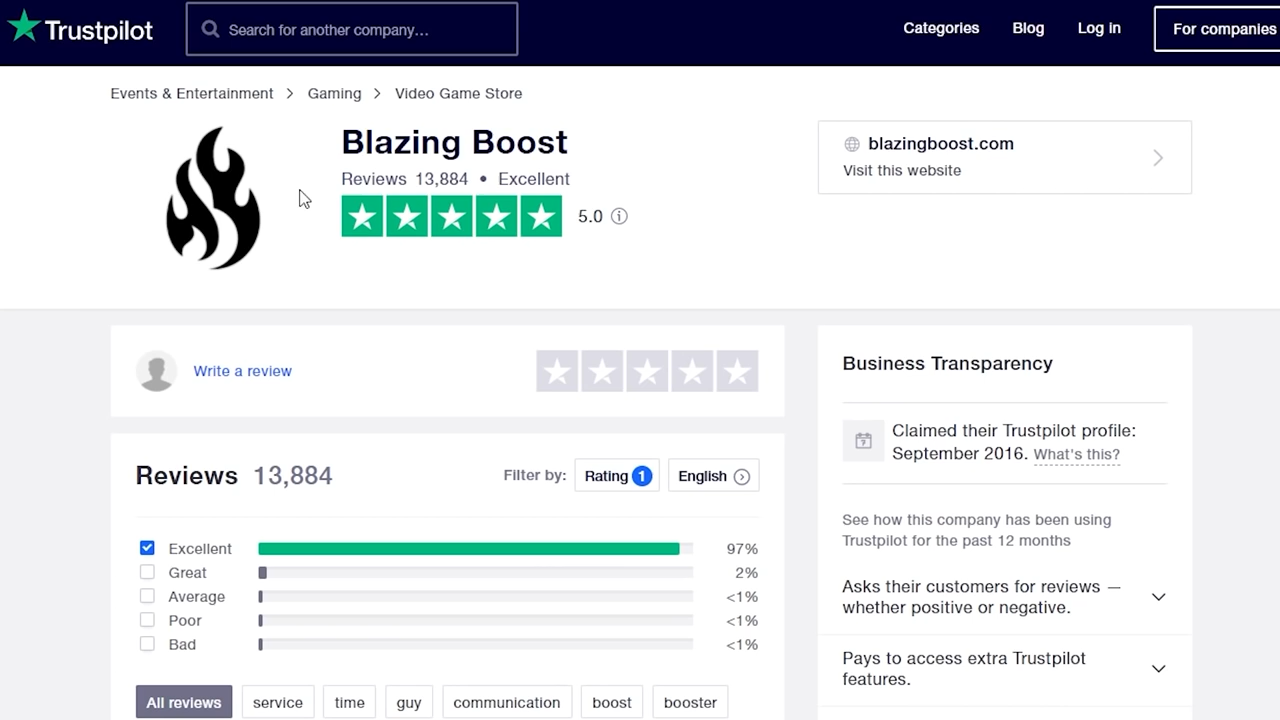 Trustpilot
Search for another company...
Categories
Blog
Log in
For companies
Events & Entertainment > Gaming > Video Game Store
Blazing Boost
Reviews 13,884 • Excellent
5.0
blazingboost.com
Visit this website
Write a review
Reviews 13,884
Filter by: Rating 1 English
Excellent 97%
Great 2%
Average <1%
Poor <1%
Bad <1%
All reviews service time guy communication boost booster
Business Transparency
Claimed their Trustpilot profile:
September 2016. What's this?
See how this company has been using
Trustpilot for the past 12 months
Asks their customers for reviews —
whether positive or negative.
Pays to access extra Trustpilot
features.